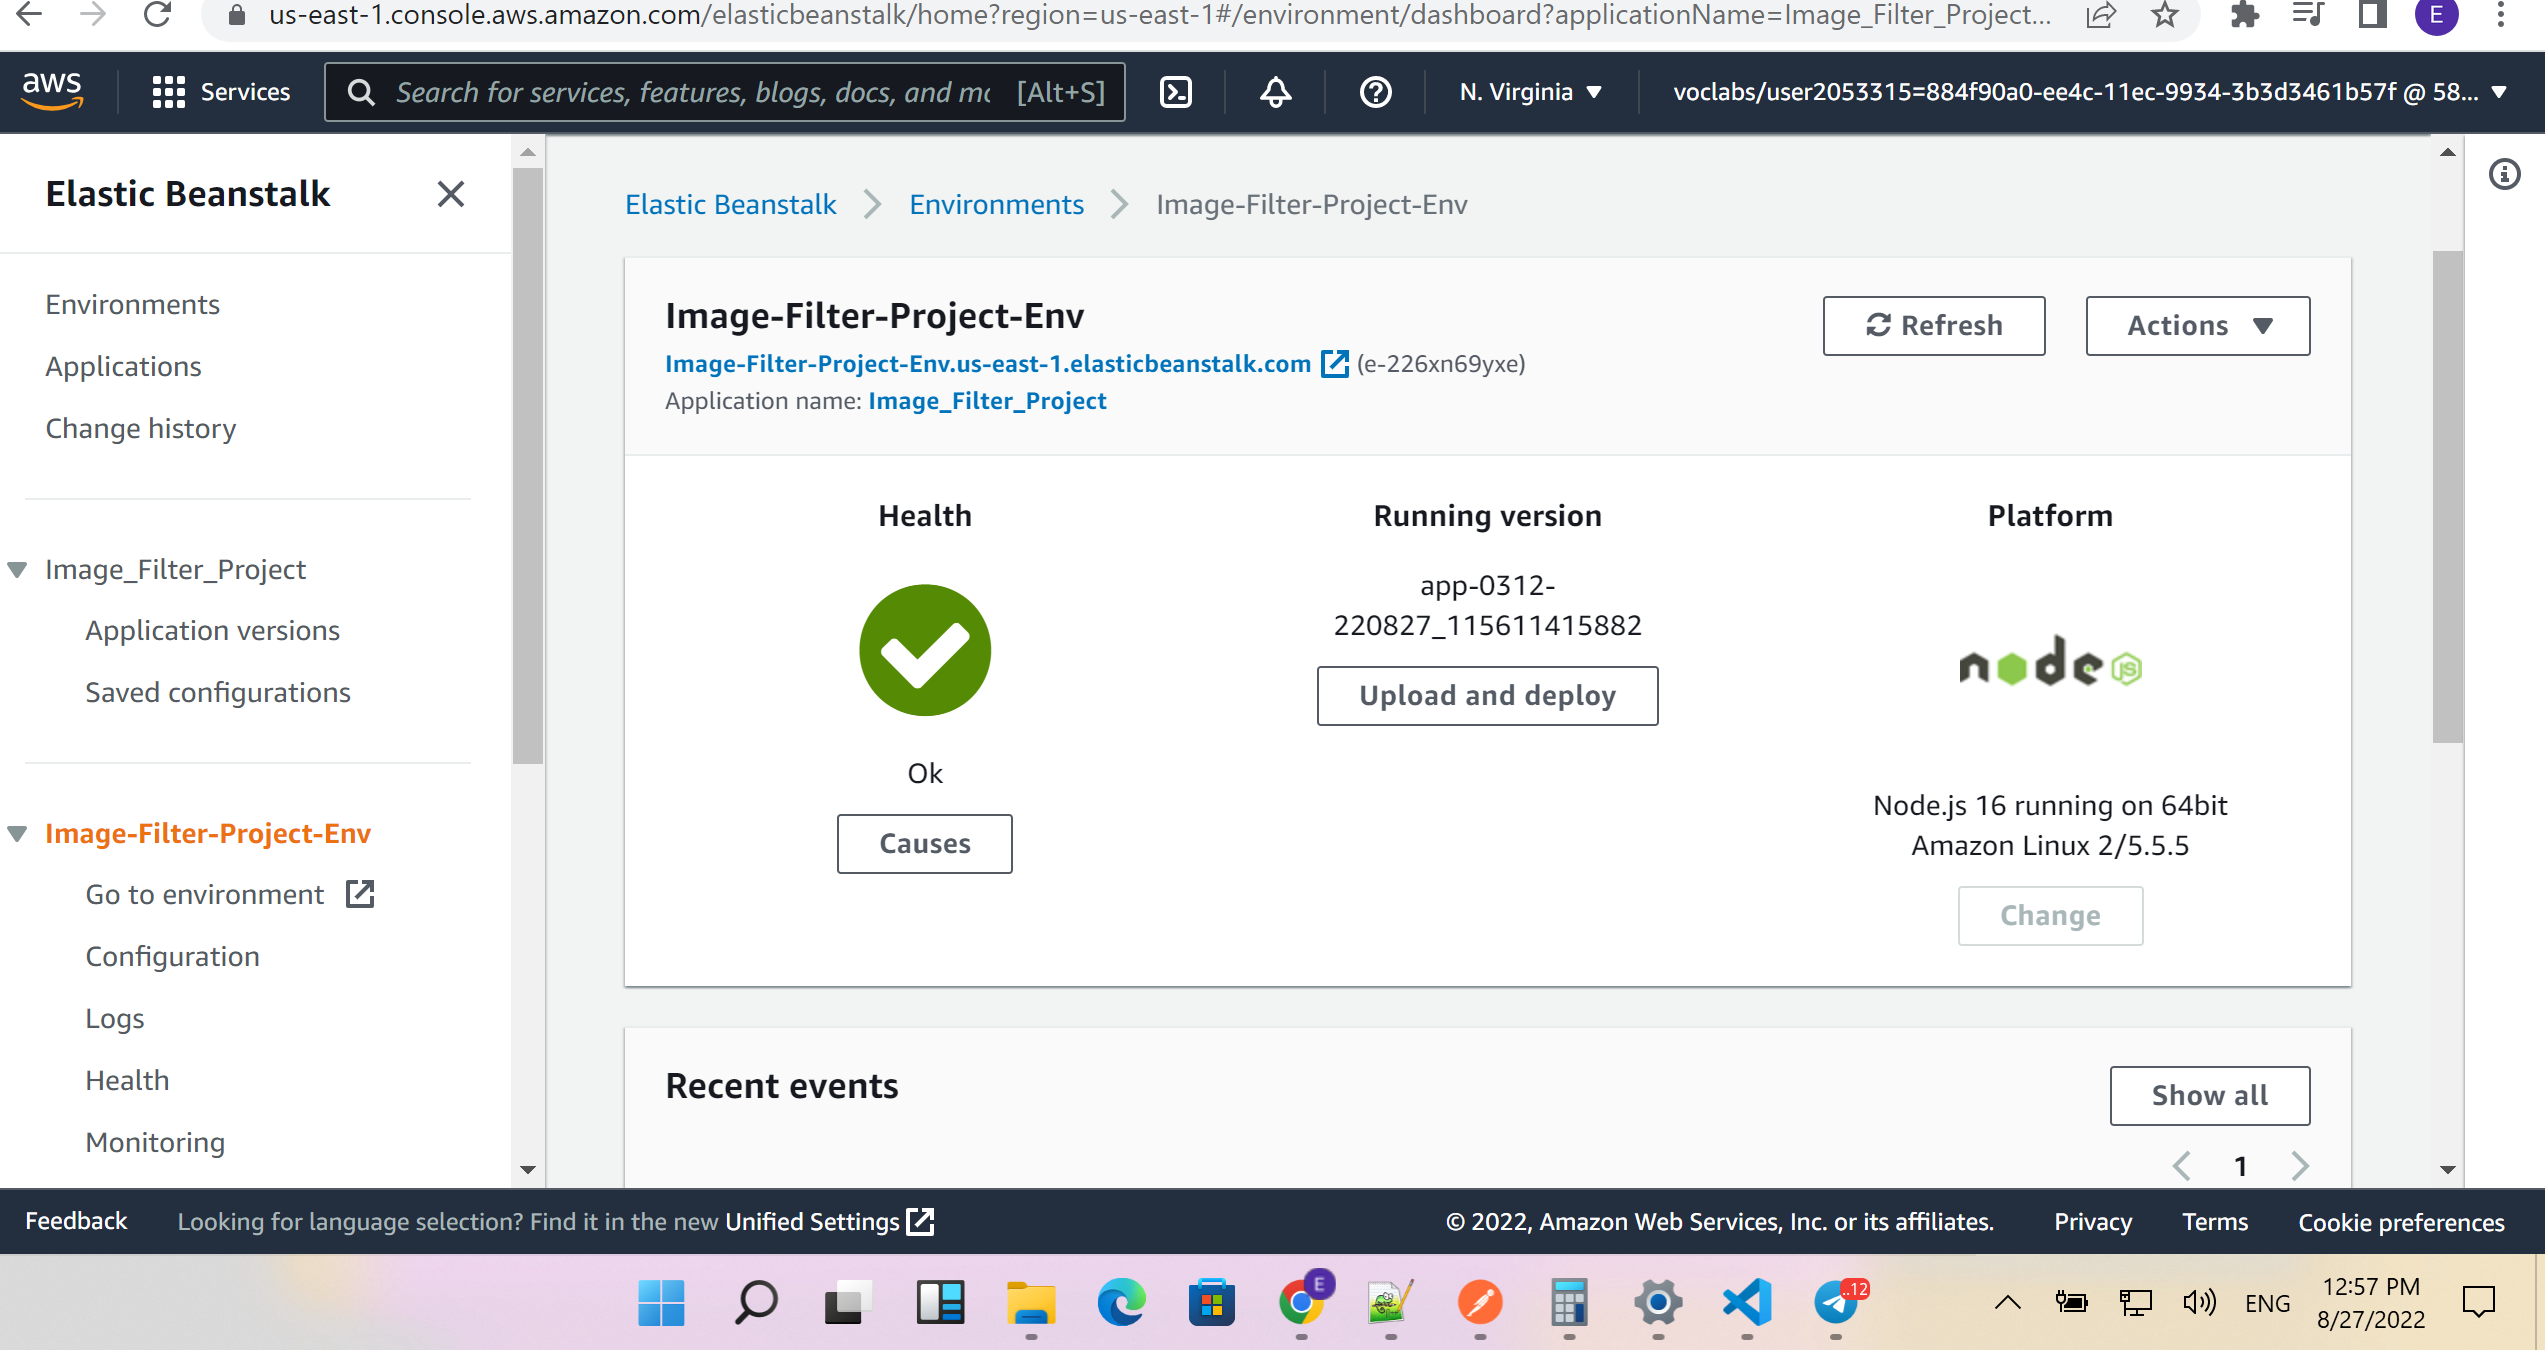 us-east-1.console.aws.amazon.com/elasticbeanstalk/home?region=us-east-1#/environment/dashboard?applicationName=Image_Filter_Project...
E
aws
Services
Search for services, features, blogs, docs, and mo
[Alt+S]
N. Virginia
voclabs/user2053315=884f90a0-ee4c-11ec-9934-3b3d3461b57f @ 58...
Elastic Beanstalk
Environments
Applications
Change history
Image_Filter_Project
Application versions
Saved configurations
Image-Filter-Project-Env
Go to environment
Configuration
Logs
Health
Monitoring
Elastic Beanstalk
Environments
Image-Filter-Project-Env
Image-Filter-Project-Env
Image-Filter-Project-Env.us-east-1.elasticbeanstalk.com (e-226xn69yxe)
Application name: Image_Filter_Project
Refresh
Actions
Health
Ok
Causes
Running version
app-0312-
220827_115611415882
Upload and deploy
Platform
node JS
Node.js 16 running on 64bit
Amazon Linux 2/5.5.5
Change
Recent events
Show all
1
Feedback
Looking for language selection? Find it in the new Unified Settings
© 2022, Amazon Web Services, Inc. or its affiliates.
Privacy
Terms
Cookie preferences
E
..12
ENG
12:57 PM
8/27/2022